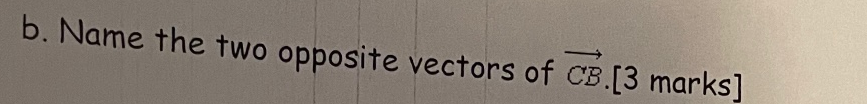 b. Name the two opposite vectors of \(\overrightarrow{CB}\).[3 marks]